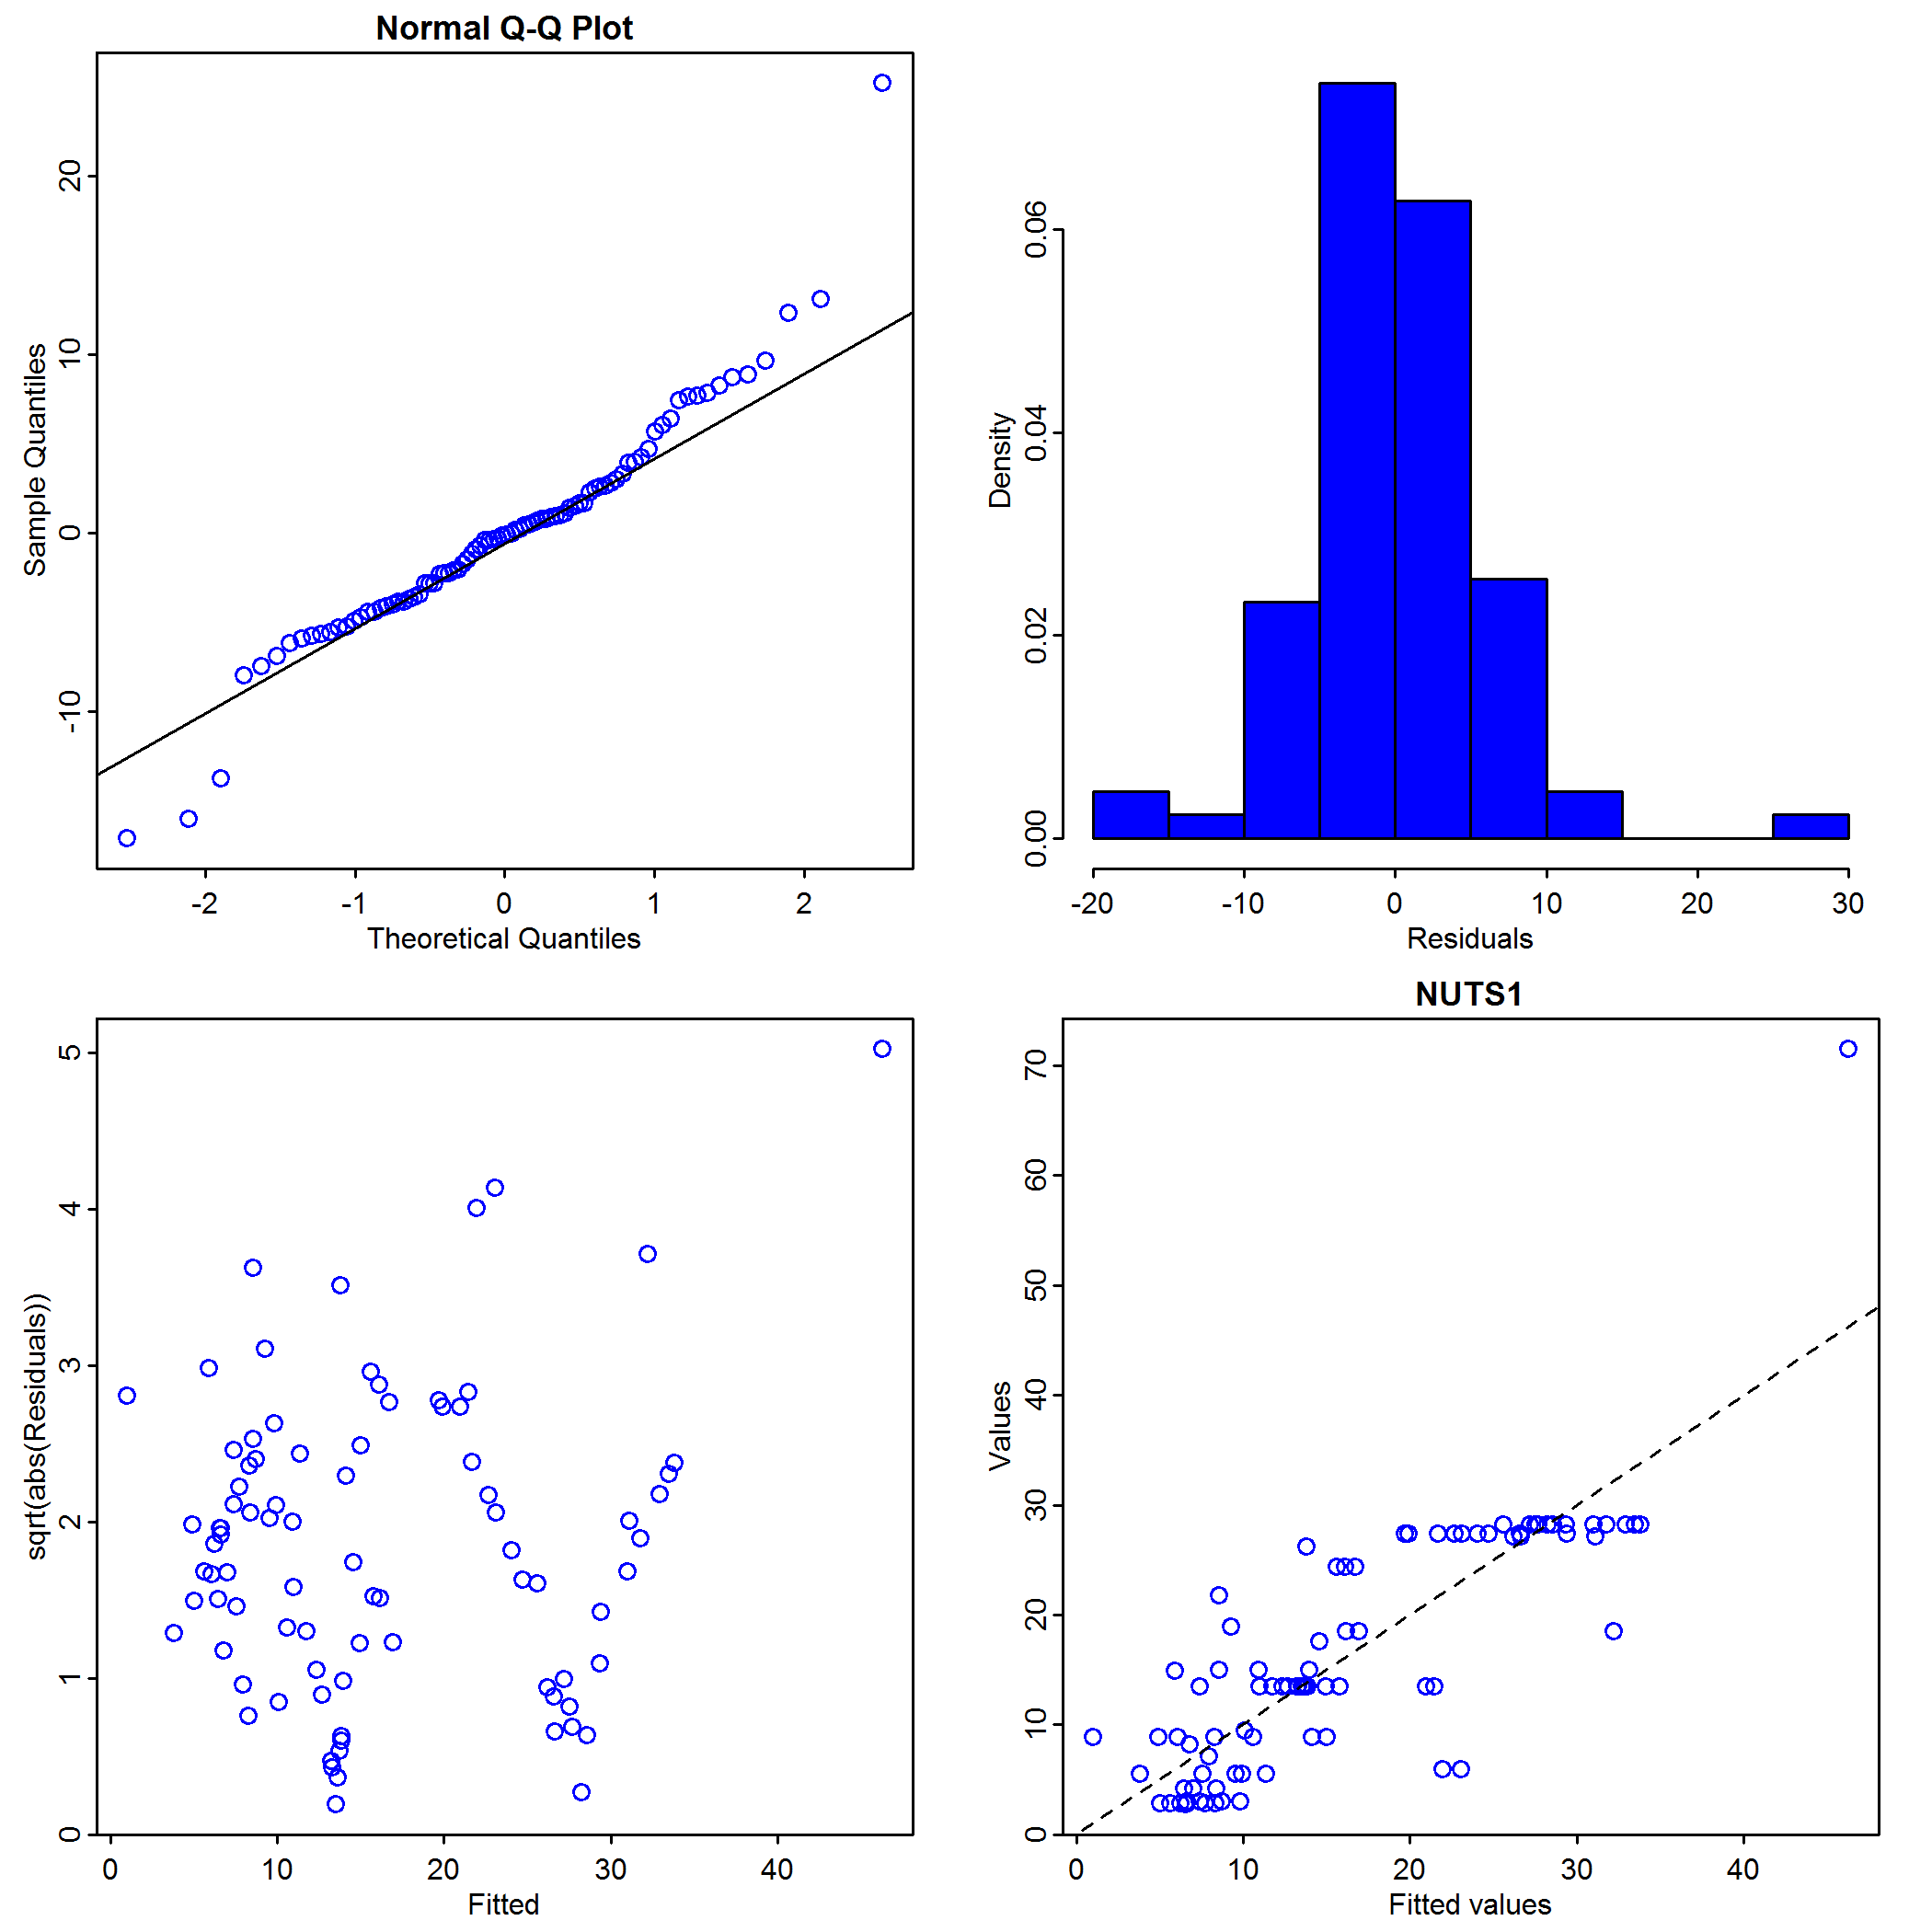 Normal Q-Q Plot
Sample Quantiles
20
10
0
-10
-2 -1 0 1 2
Theoretical Quantiles
Density
0.06
0.04
0.02
0.00
-20 -10 0 10 20 30
Residuals
sqrt(abs(Residuals))
5
4
3
2
1
0
0 10 20 30 40
Fitted
NUTS1
Values
70
60
50
40
30
20
10
0
0 10 20 30 40
Fitted values